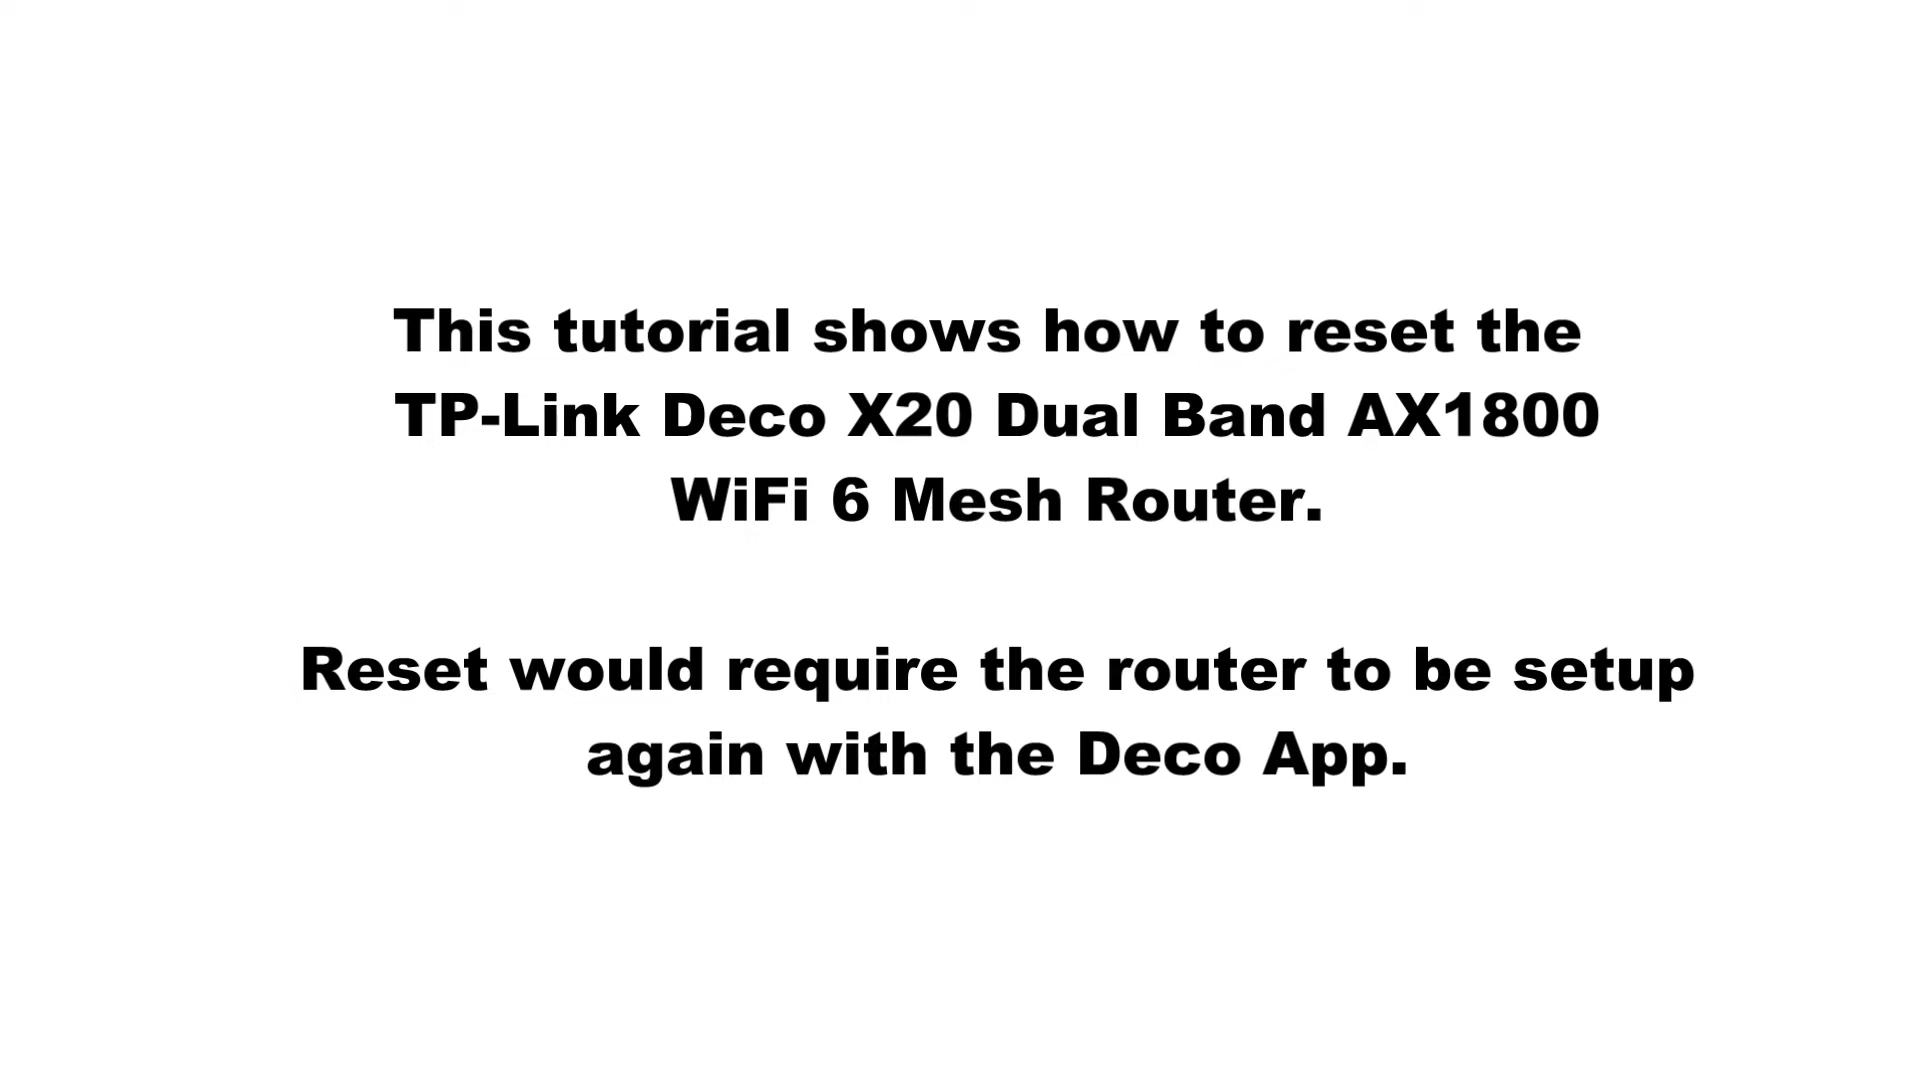 This tutorial shows how to reset the
TP-Link Deco X20 Dual Band AX1800
WiFi 6 Mesh Router.
Reset would require the router to be setup
again with the Deco App.